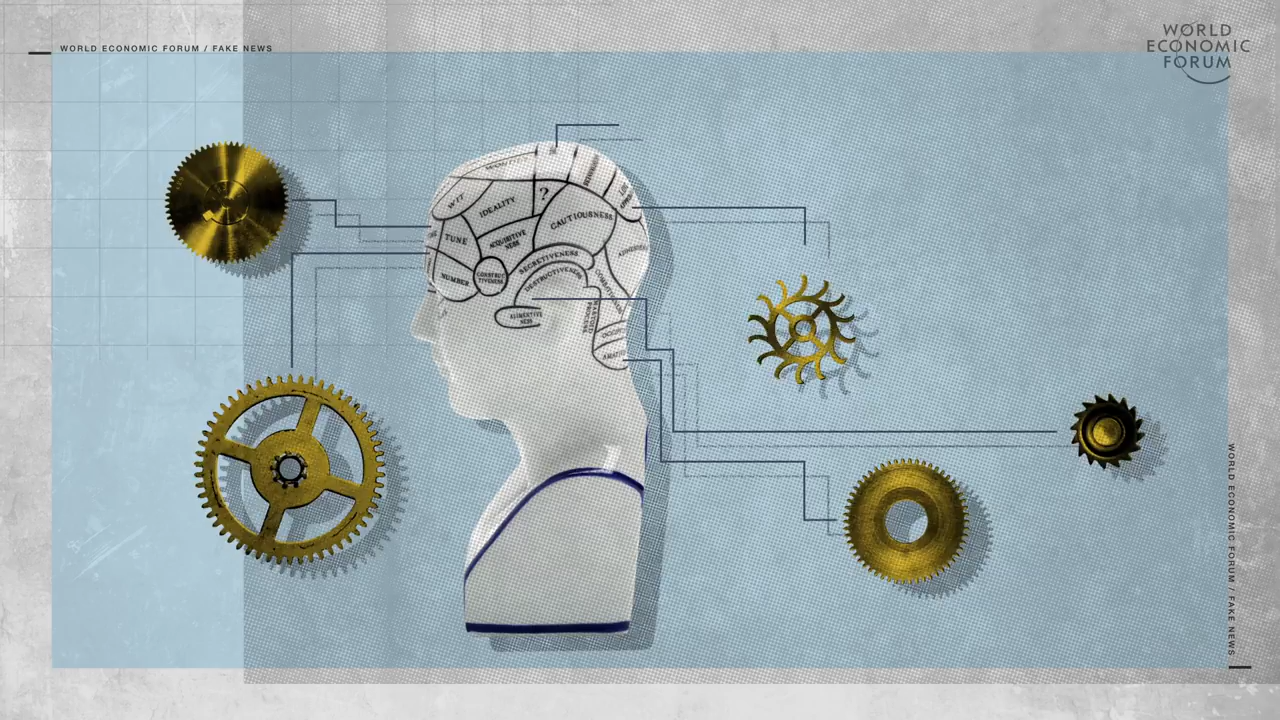 WORLD ECONOMIC FORUM / FAKE NEWS
WORLD
ECONOMIC
FORUM
WIT
IDEALITY
?
CAUTIOUSNESS
TUNE
ACQUISITIVE
NESS
SECRETIVENESS
NUMBER
CONSTRUC
TIVENESS
DESTRUCTIVENESS
ALIMENTIVE
NESS
WORLD ECONOMIC FORUM / FAKE NEWS